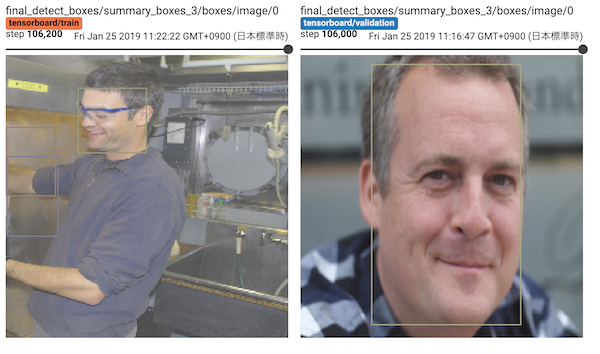 final_detect_boxes/summary_boxes_3/boxes/image/0
tensorboard/train
step 106,200 Fri Jan 25 2019 11:22:22 GMT+0900 (日本標準時)
final_detect_boxes/summary_boxes_3/boxes/image/0
tensorboard/validation
step 106,000 Fri Jan 25 2019 11:16:47 GMT+0900 (日本標準時)